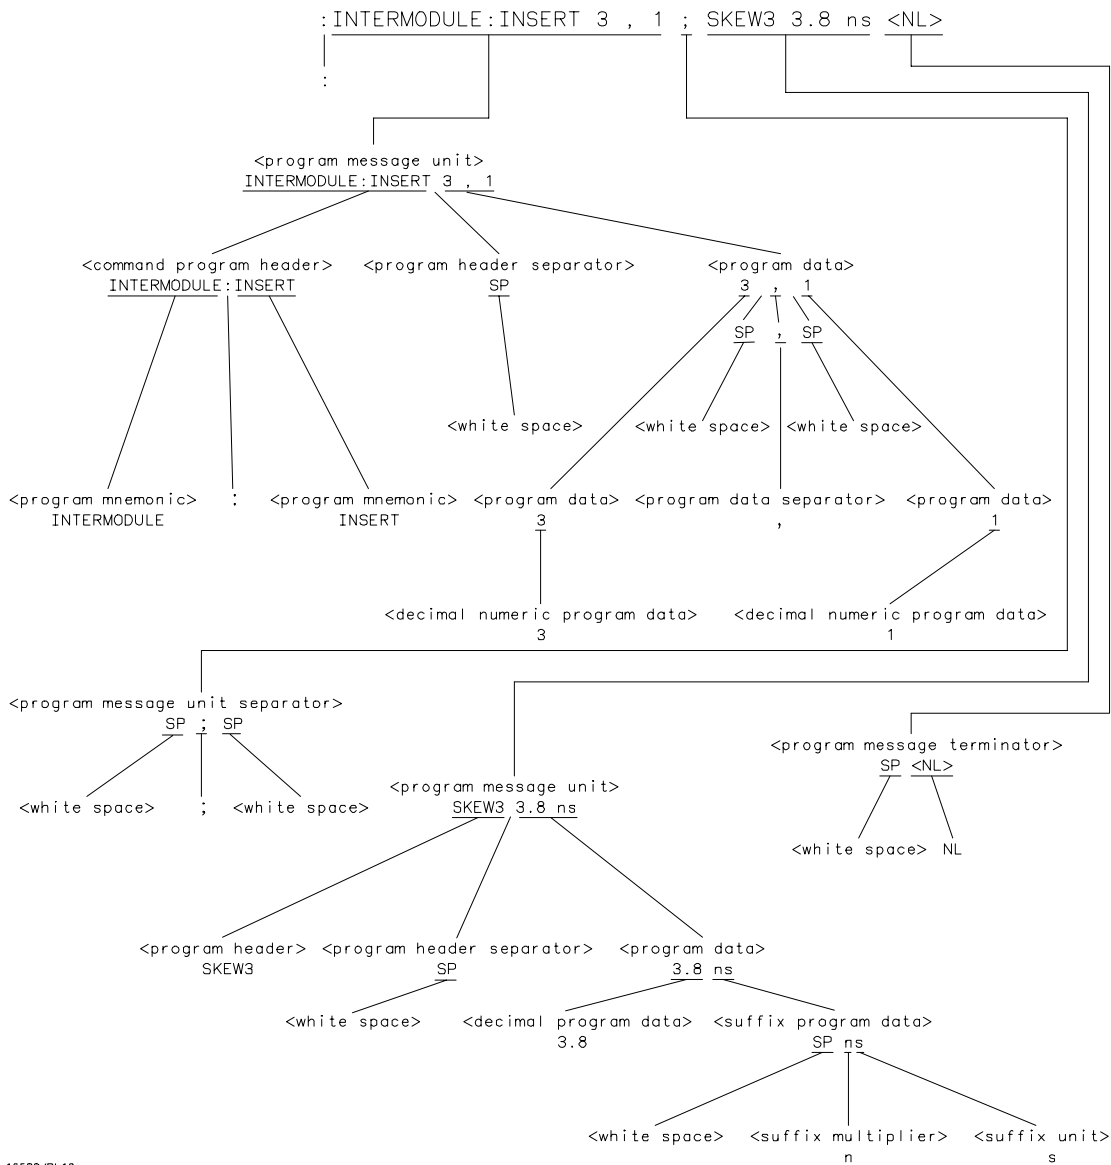 :INTERMODULE:INSERT 3 , 1 ; SKEW3 3.8 ns <NL>
:
<program message unit>
INTERMODULE:INSERT 3 , 1
<command program header> <program header separator> <program data>
INTERMODULE:INSERT SP 3 , 1
SP , SP
<white space> <white space> <white space>
<program mnemonic> : <program mnemonic> <program data> <program data separator> <program data>
INTERMODULE INSERT 3 , 1
<decimal numeric program data> <decimal numeric program data>
3 1
<program message unit separator>
SP ; SP
<program message terminator>
SP <NL>
<program message unit>
SKEW3 3.8 ns
<white space> ; <white space>
<white space> NL
<program header> <program header separator> <program data>
SKEW3 SP 3.8 ns
<white space> <decimal program data> <suffix program data>
3.8 SP ns
<white space> <suffix multiplier> <suffix unit>
n s